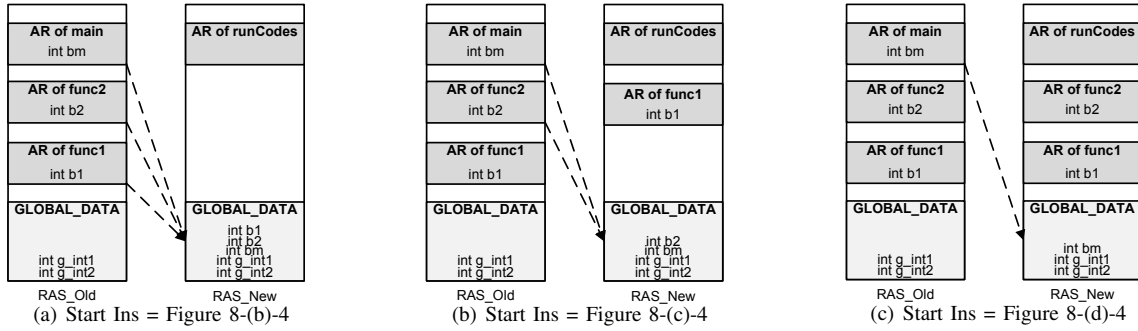 AR of main
int bm
AR of func2
int b2
AR of func1
int b1
GLOBAL_DATA
int g_int1
int g_int2
RAS_Old
AR of runCodes
int b1
int b2
int bm
int g_int1
int g_int2
RAS_New
(a) Start Ins = Figure 8-(b)-4
AR of main
int bm
AR of func2
int b2
AR of func1
int b1
GLOBAL_DATA
int g_int1
int g_int2
RAS_Old
AR of runCodes
AR of func1
int b1
int b2
int bm
int g_int1
int g_int2
RAS_New
(b) Start Ins = Figure 8-(c)-4
AR of main
int bm
AR of func2
int b2
AR of func1
int b1
GLOBAL_DATA
int g_int1
int g_int2
RAS_Old
AR of runCodes
AR of func2
int b2
AR of func1
int b1
int bm
int g_int1
int g_int2
RAS_New
(c) Start Ins = Figure 8-(d)-4